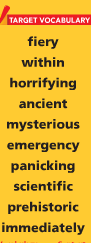 TARGET VOCABULARY
fiery
within
horrifying
ancient
mysterious
emergency
panicking
scientific
prehistoric
immediately